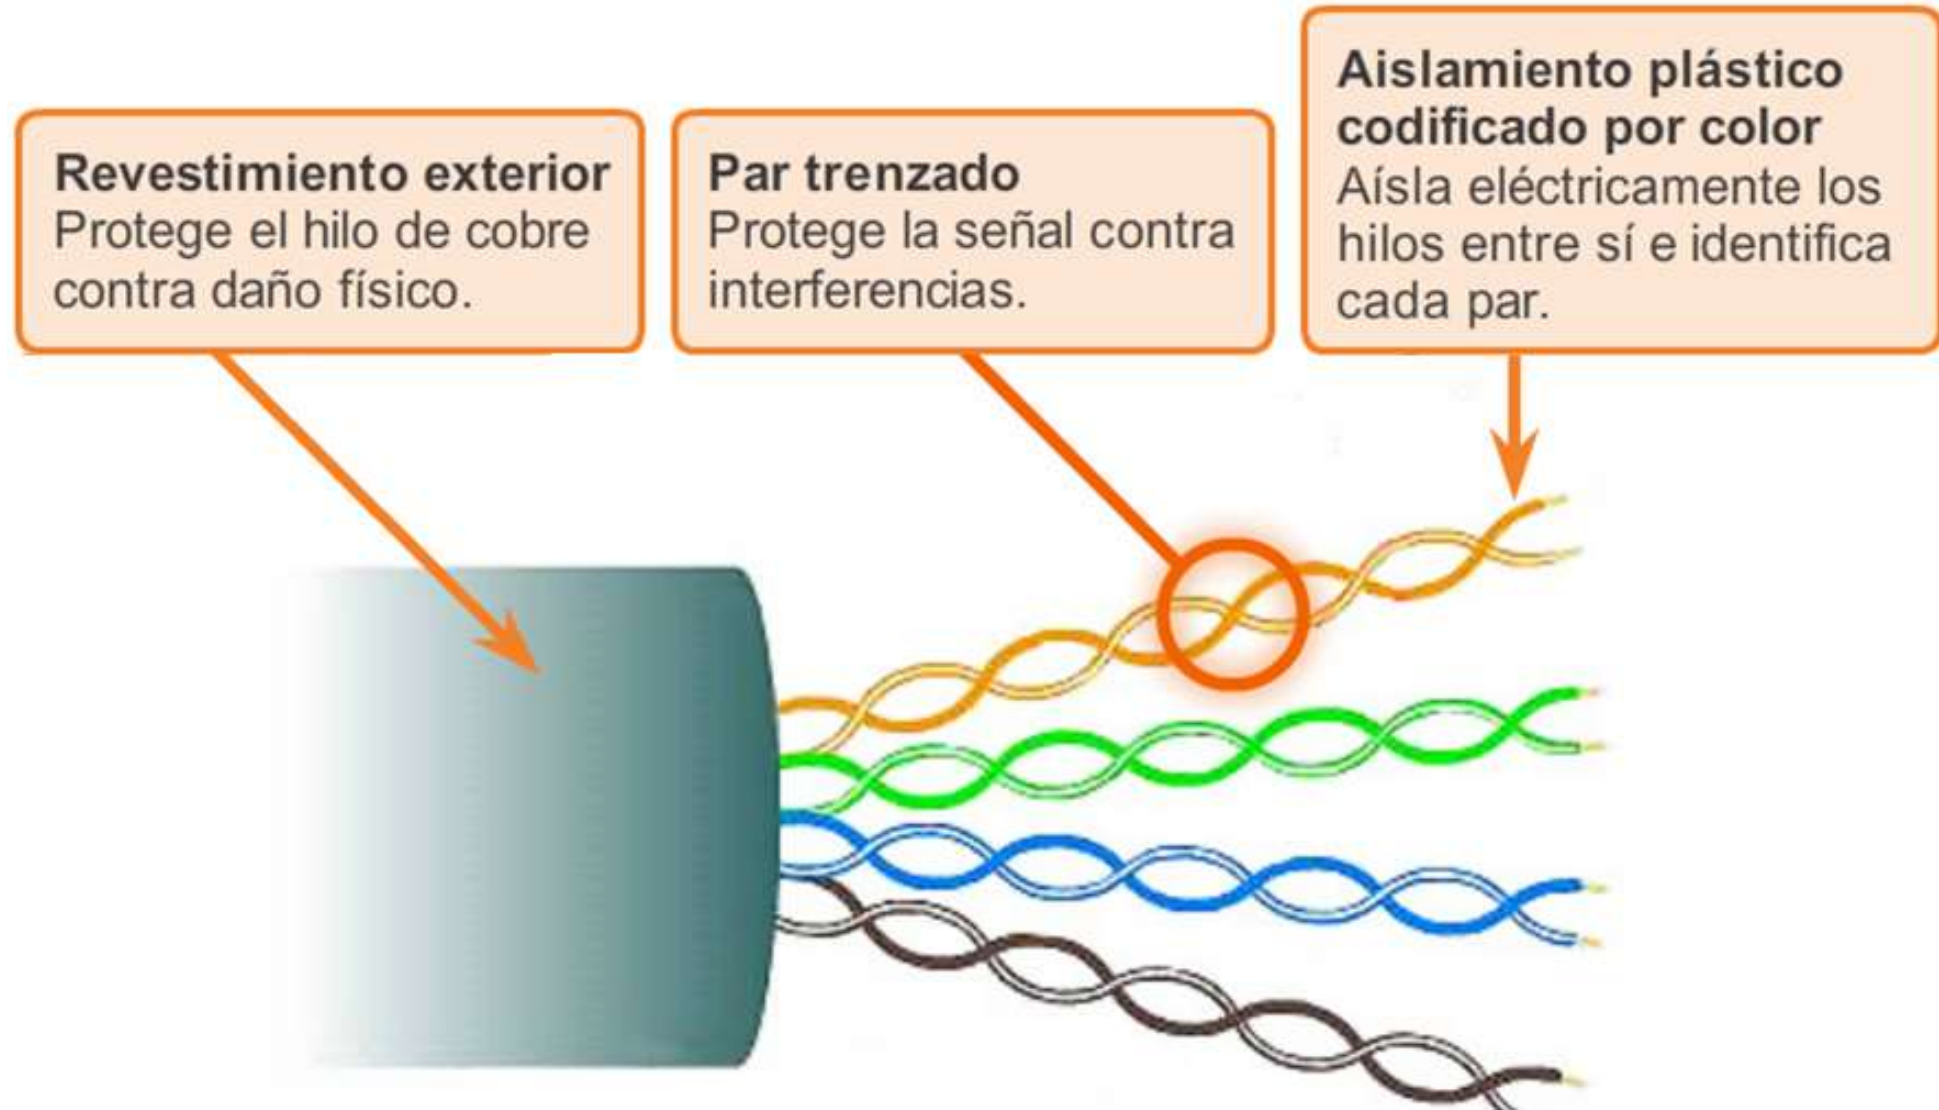 Revestimiento exterior
Protege el hilo de cobre
contra daño físico.
Par trenzado
Protege la señal contra
interferencias.
Aislamiento plástico
codificado por color
Aísla eléctricamente los
hilos entre sí e identifica
cada par.